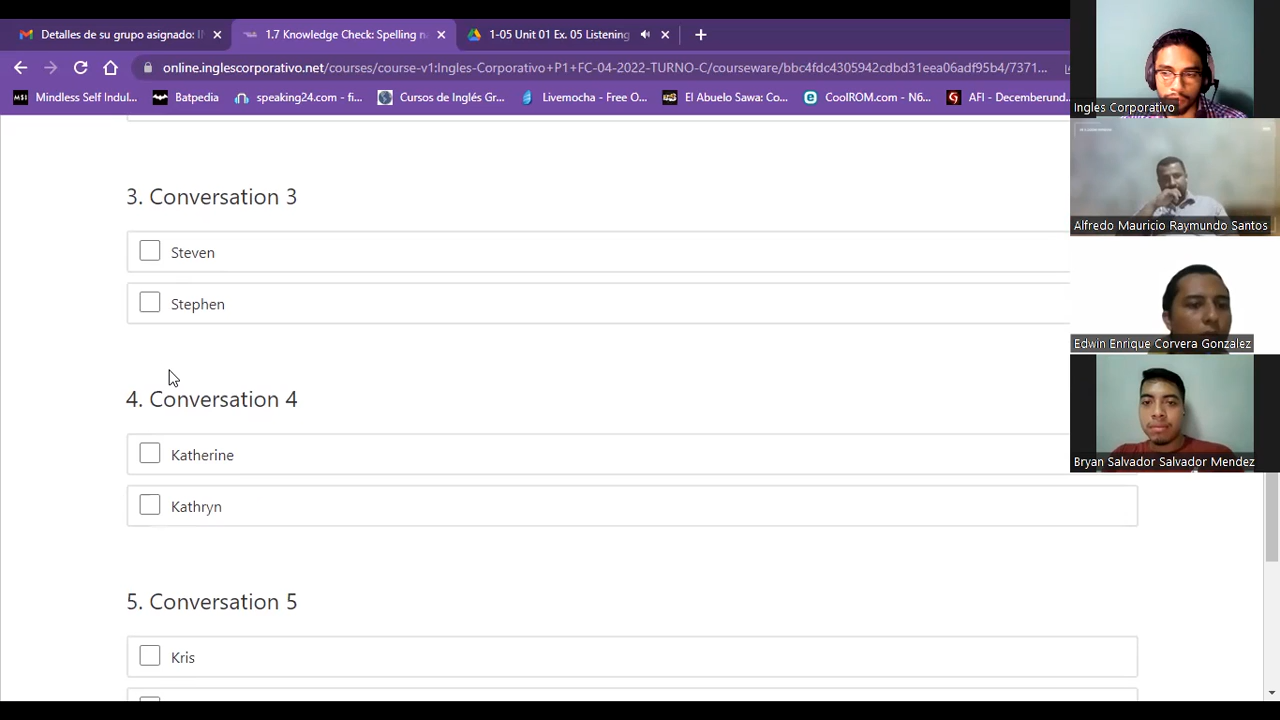 Detalles de su grupo asignado: I
1.7 Knowledge Check: Spelling n
1-05 Unit 01 Ex. 05 Listening
online.inglescorporativo.net/courses/course-v1:Ingles-Corporativo+P1+FC-04-2022-TURNO-C/courseware/bbc4fdc4305942cdbd31eea06adf95b4/7371...
Mindless Self Indul...
Batpedia
speaking24.com - fi...
Cursos de Inglés Gr...
Livemocha - Free O...
El Abuelo Sawa: Co...
CoolROM.com - N6...
AFI - Decemberund...
Ingles Corporativo
Alfredo Mauricio Raymundo Santos
Edwin Enrique Corvera Gonzalez
Bryan Salvador Salvador Mendez
3. Conversation 3
Steven
Stephen
4. Conversation 4
Katherine
Kathryn
5. Conversation 5
Kris